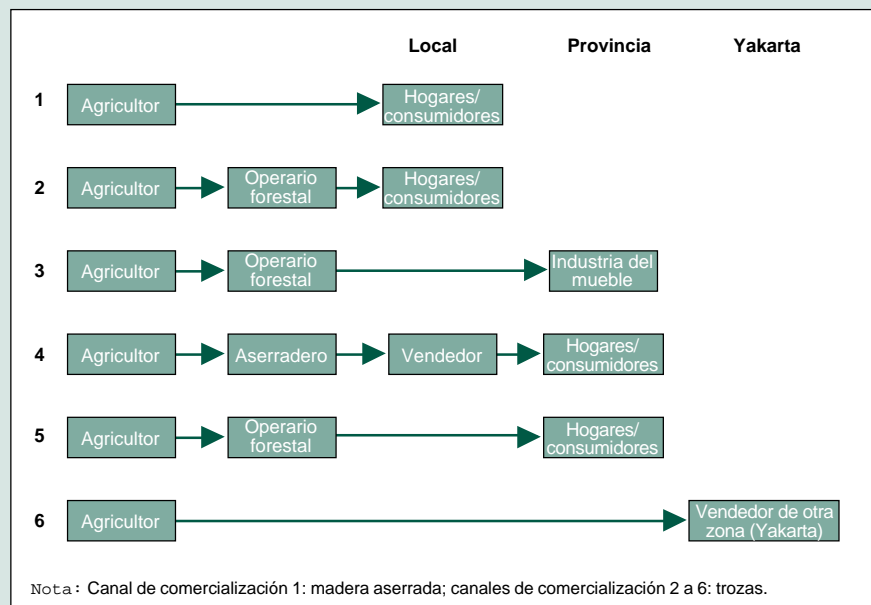 Local Provincia Yakarta
1 Agricultor Hogares/
consumidores
2 Agricultor Operario
forestal Hogares/
consumidores
3 Agricultor Operario
forestal Industria del
mueble
4 Agricultor Aserradero Vendedor Hogares/
consumidores
5 Agricultor Operario
forestal Hogares/
consumidores
6 Agricultor Vendedor de otra
zona (Yakarta)
Nota: Canal de comercialización 1: madera aserrada; canales de comercialización 2 a 6: trozas.